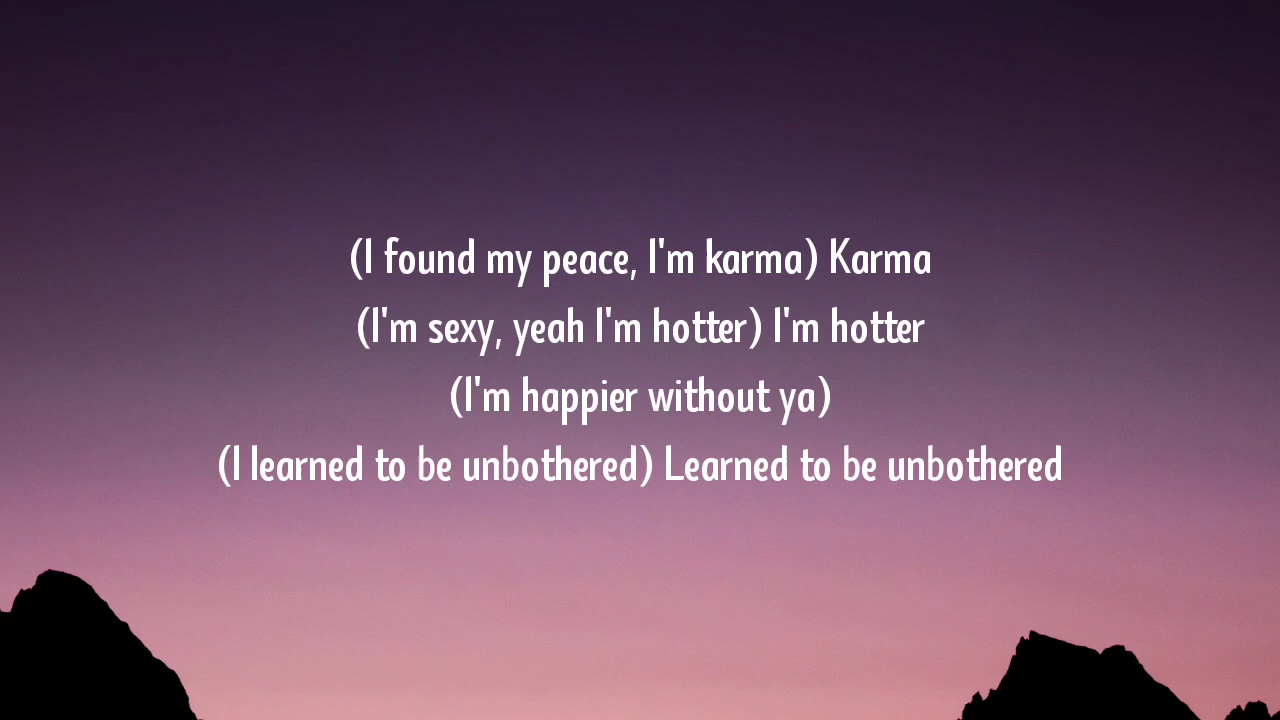 (I found my peace, I'm karma) Karma
(I'm sexy, yeah I'm hotter) I'm hotter
(I'm happier without ya)
(I learned to be unbothered) Learned to be unbothered